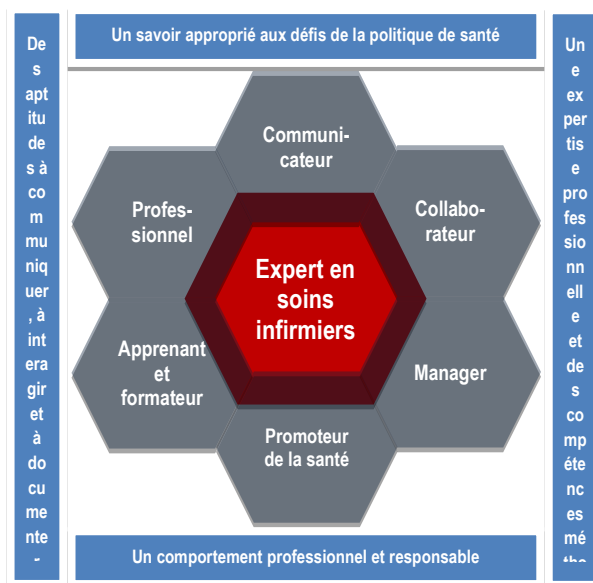 Un savoir approprié aux défis de la politique de santé
De
s
apt
itu
de
s à
co
m
mu
niq
uer
, à
int
era
gir
et
à
do
cu
me
nte
Communi-
cateur
Profes-
sionnel
Collabo-
rateur
Expert en
soins
infirmiers
Apprenant
et
formateur
Manager
Promoteur
de la santé
Un
e
ex
per
tis
e
pro
fes
sio
nn
ell
e
et
de
s
co
mp
éte
nc
es
mé
Un comportement professionnel et responsable